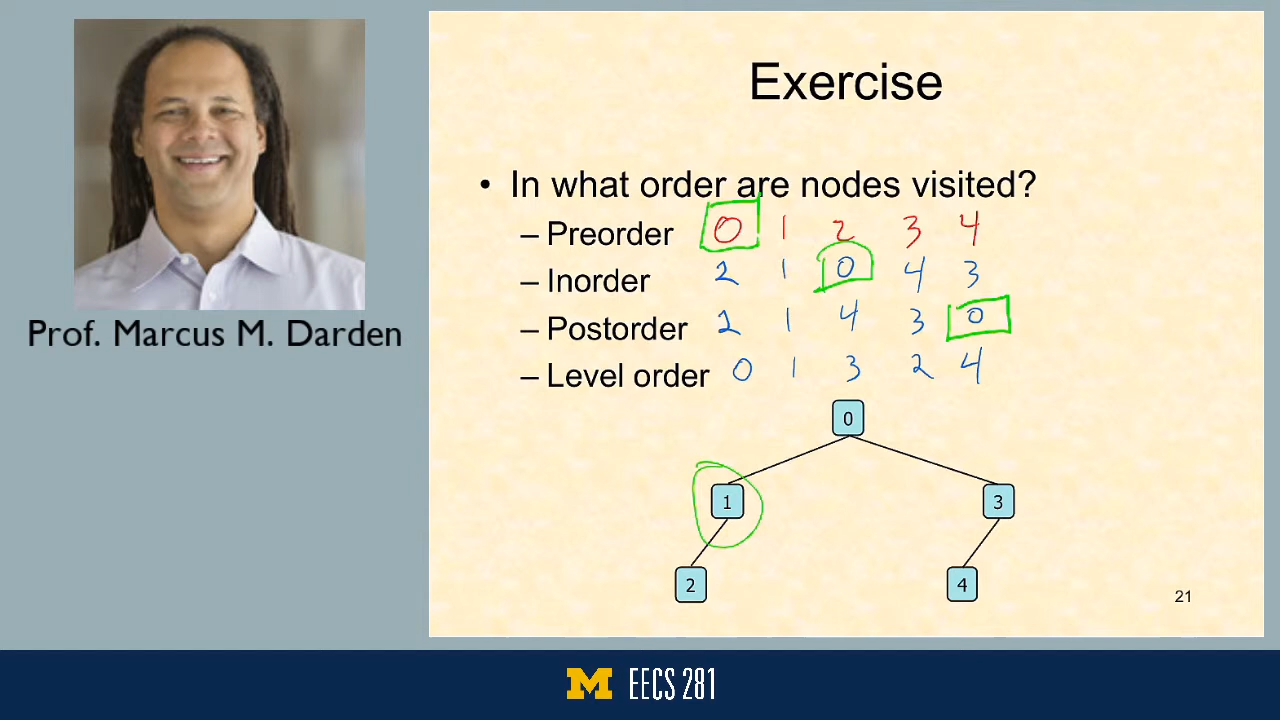 Exercise
• In what order are nodes visited?
– Preorder 0 1 2 3 4
– Inorder 2 1 0 4 3
– Postorder 2 1 4 3 0
– Level order 0 1 3 2 4
0
1 3
2 4
21
Prof. Marcus M. Darden
M EECS 281